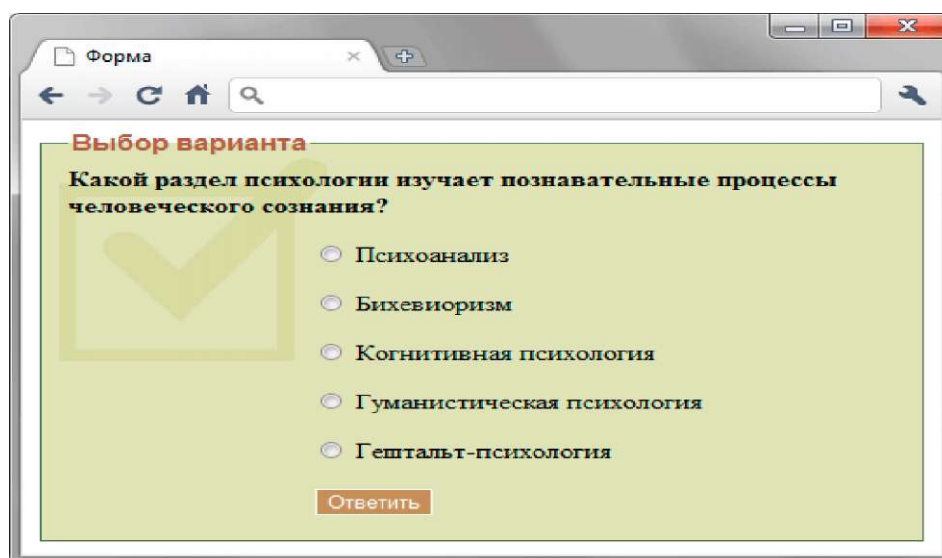 Форма
Выбор варианта
Какой раздел психологии изучает познавательные процессы
человеческого сознания?
Психоанализ
Бихевиоризм
Когнитивная психология
Гуманистическая психология
Гештальт-психология
Ответить